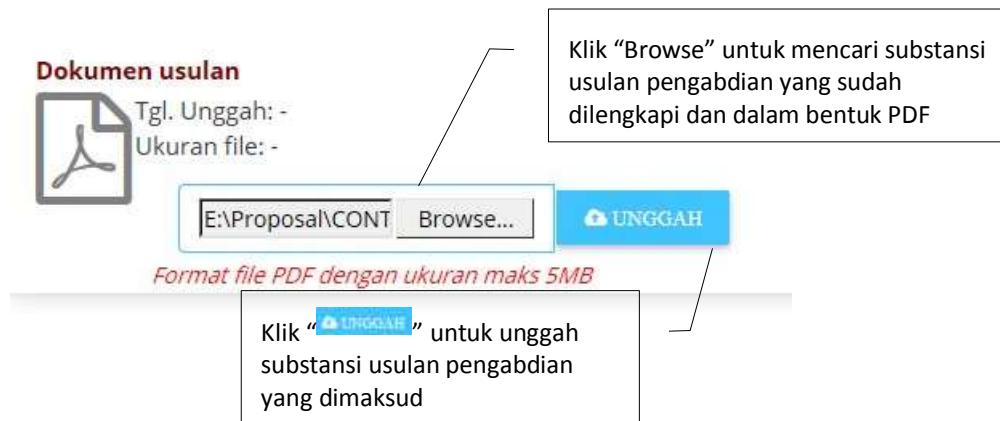 Klik “Browse” untuk mencari substansi
usulan pengabdian yang sudah
dilengkapi dan dalam bentuk PDF
Dokumen usulan
Tgl. Unggah: -
Ukuran file: -
E:\Proposal\CONT
Browse...
UNGGAH
Format file PDF dengan ukuran maks 5MB
Klik “UNGGAH” untuk unggah
substansi usulan pengabdian
yang dimaksud